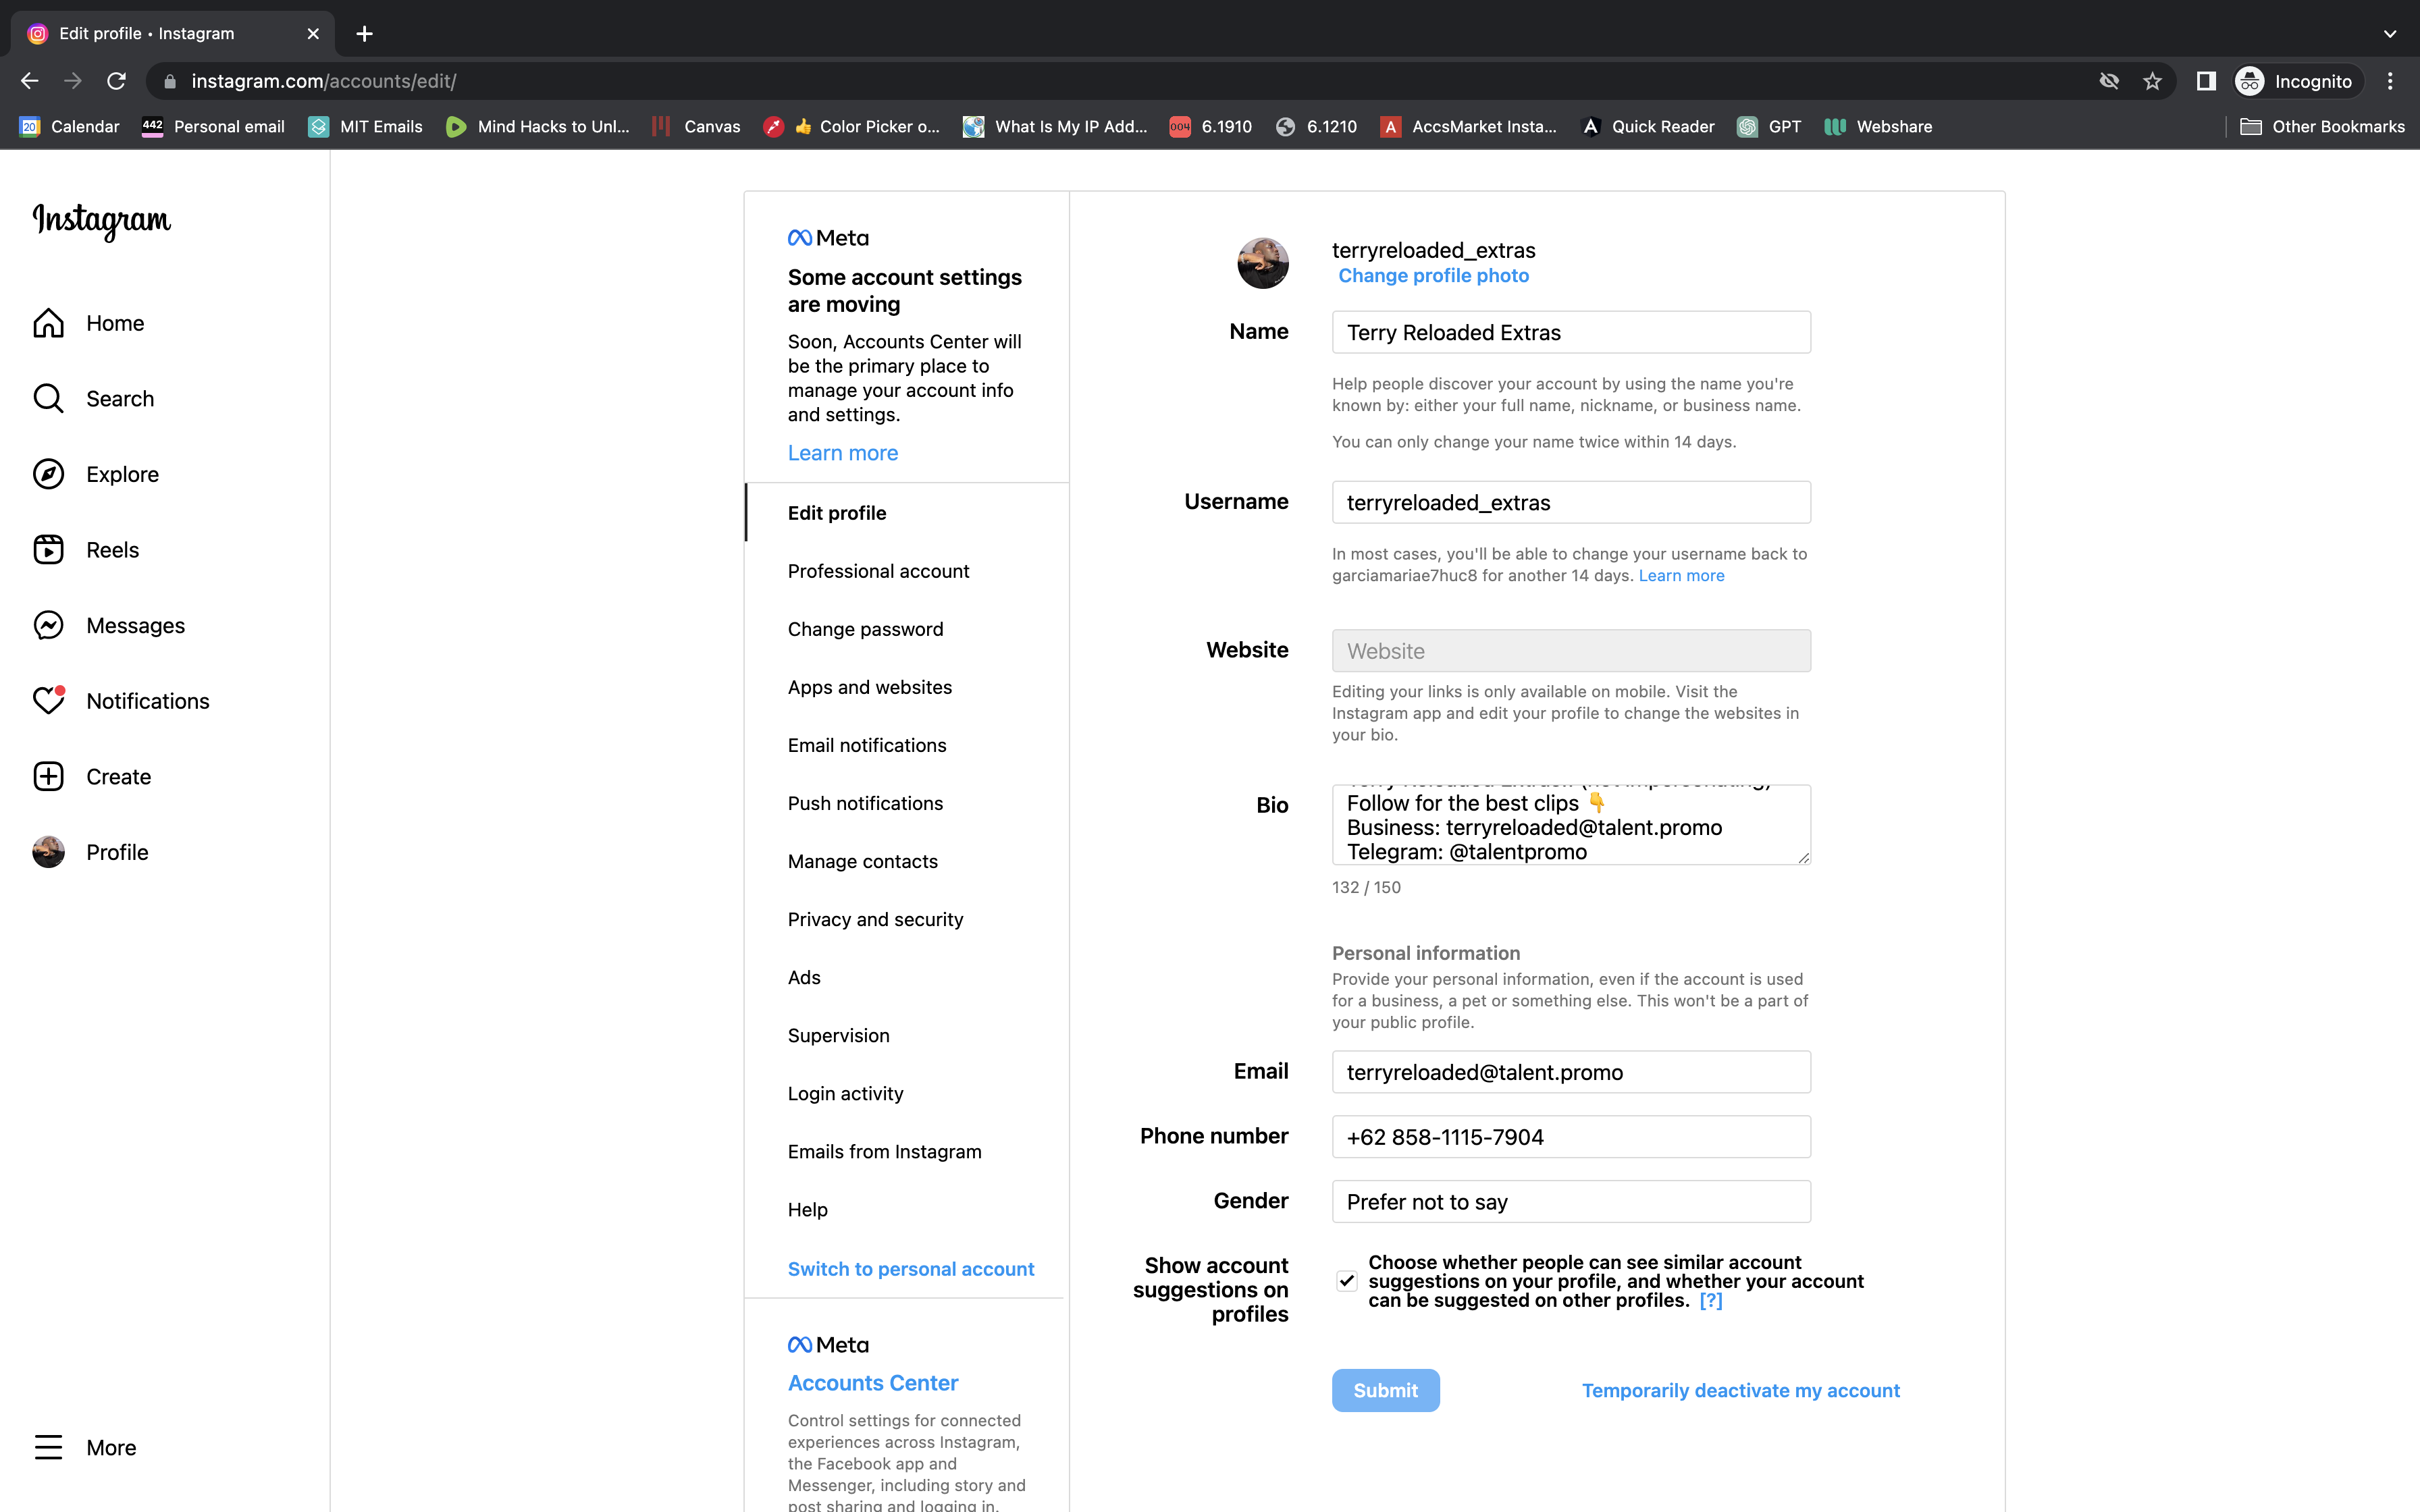 Edit profile • Instagram
instagram.com/accounts/edit/
Incognito
20 Calendar
442 Personal email
MIT Emails
Mind Hacks to Unl...
Canvas
👍 Color Picker o...
What Is My IP Add...
004 6.1910
6.1210
A AccsMarket Insta...
Quick Reader
GPT
Webshare
Other Bookmarks
Instagram
Home
Search
Explore
Reels
Messages
Notifications
Create
Profile
More
Meta
Some account settings
are moving
Soon, Accounts Center will
be the primary place to
manage your account info
and settings.
Learn more
Edit profile
Professional account
Change password
Apps and websites
Email notifications
Push notifications
Manage contacts
Privacy and security
Ads
Supervision
Login activity
Emails from Instagram
Help
Switch to personal account
Meta
Accounts Center
Control settings for connected
experiences across Instagram,
the Facebook app and
Messenger, including story and
post sharing and logging in.
terryreloaded_extras
Change profile photo
Name
Terry Reloaded Extras
Help people discover your account by using the name you're
known by: either your full name, nickname, or business name.
You can only change your name twice within 14 days.
Username
terryreloaded_extras
In most cases, you'll be able to change your username back to
garciamariae7huc8 for another 14 days. Learn more
Website
Website
Editing your links is only available on mobile. Visit the
Instagram app and edit your profile to change the websites in
your bio.
Bio
Terry Reloaded Extras (not impersonating)
Follow for the best clips 👇
Business: terryreloaded@talent.promo
Telegram: @talentpromo
132 / 150
Personal information
Provide your personal information, even if the account is used
for a business, a pet or something else. This won't be a part of
your public profile.
Email
terryreloaded@talent.promo
Phone number
+62 858-1115-7904
Gender
Prefer not to say
Show account
suggestions on
profiles
Choose whether people can see similar account
suggestions on your profile, and whether your account
can be suggested on other profiles. [?]
Submit
Temporarily deactivate my account